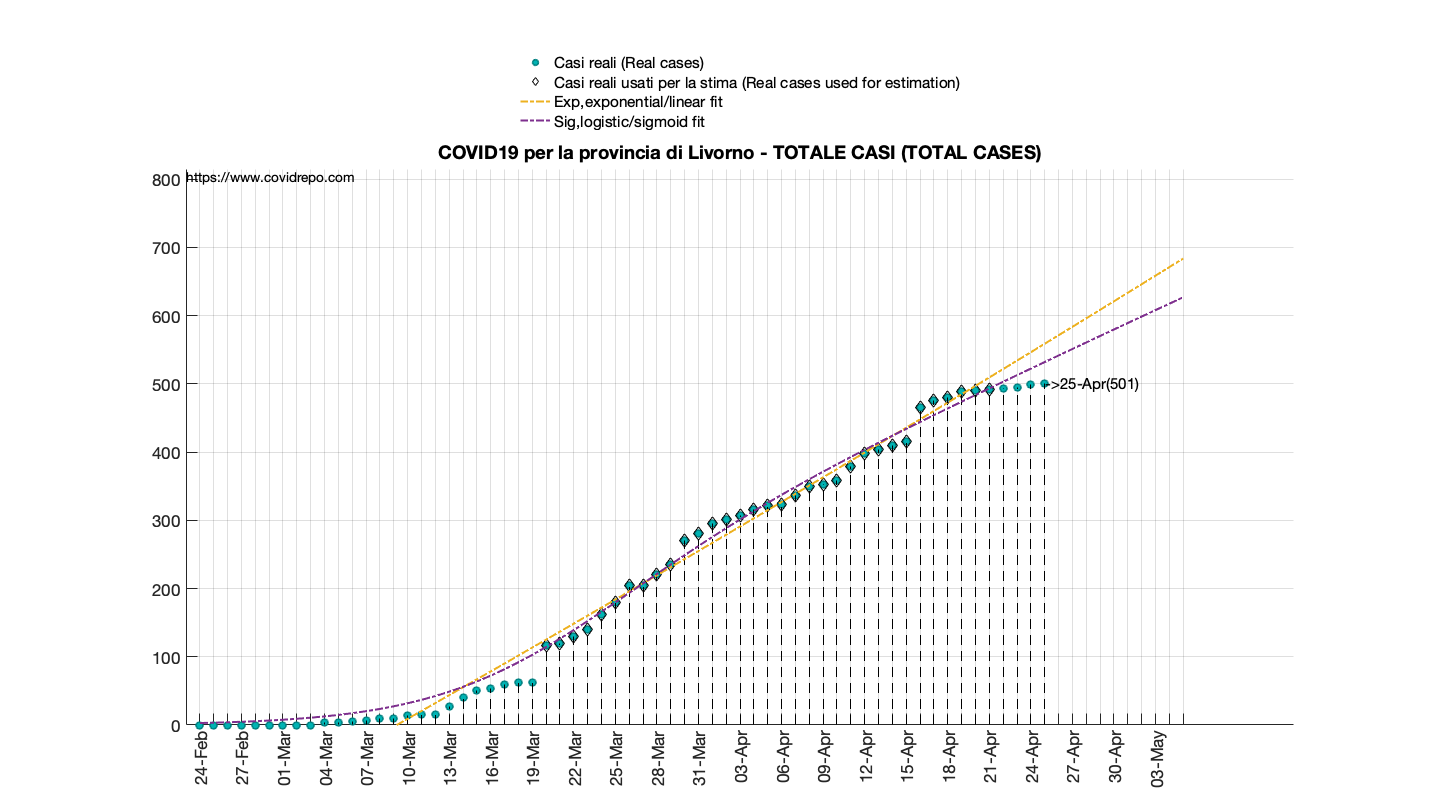 Casi reali (Real cases)
Casi reali usati per la stima (Real cases used for estimation)
Exp,exponential/linear fit
Sig,logistic/sigmoid fit
COVID19 per la provincia di Livorno - TOTALE CASI (TOTAL CASES)
https://www.covidrepo.com
800
700
600
500
400
300
200
100
0
>25-Apr(501)
24-Feb
27-Feb
01-Mar
04-Mar
07-Mar
10-Mar
13-Mar
16-Mar
19-Mar
22-Mar
25-Mar
28-Mar
31-Mar
03-Apr
06-Apr
09-Apr
12-Apr
15-Apr
18-Apr
21-Apr
24-Apr
27-Apr
30-Apr
03-May